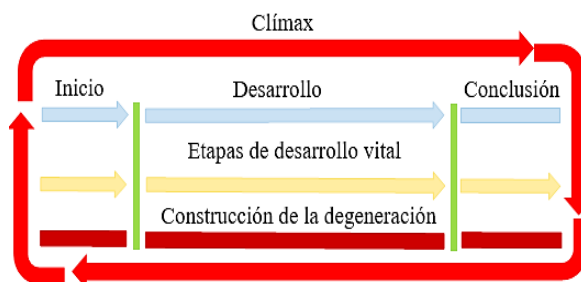 Clímax
Inicio
Desarrollo
Conclusión
Etapas de desarrollo vital
Construcción de la degeneración